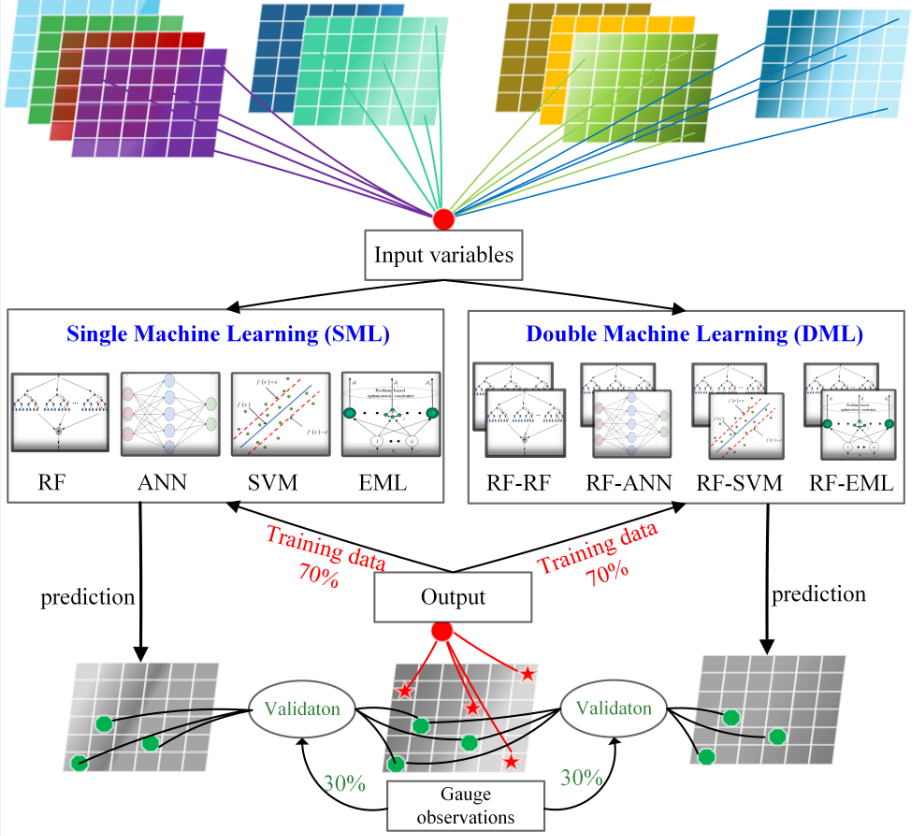 Input variables
Single Machine Learning (SML)
Double Machine Learning (DML)
RF
ANN
SVM
EML
RF-RF
RF-ANN
RF-SVM
RF-EML
Training data
70%
Training data
70%
prediction
Output
prediction
Validaton
Validaton
30%
30%
Gauge
observations